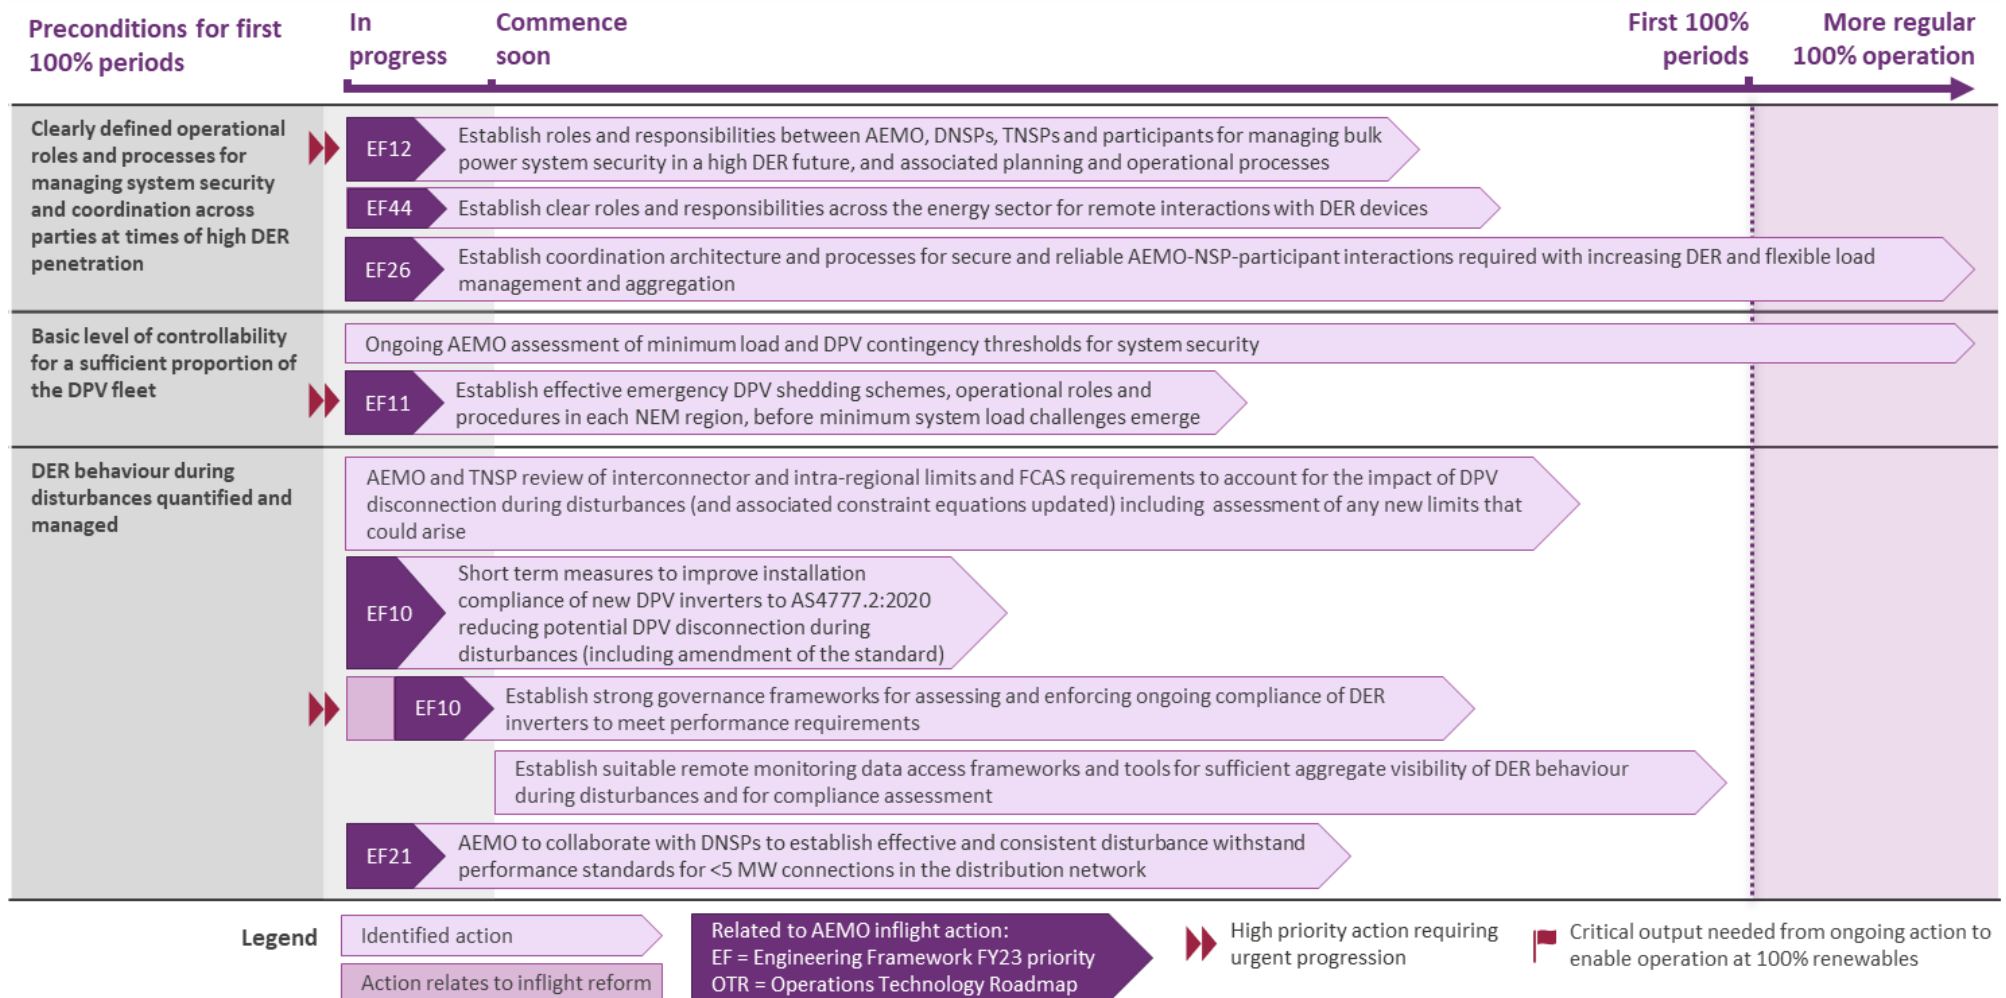 Preconditions for first
100% periods
In
progress
Commence
soon
First 100%
periods
More regular
100% operation
Clearly defined operational
roles and processes for
managing system security
and coordination across
parties at times of high DER
penetration
EF12
Establish roles and responsibilities between AEMO, DNSPs, TNSPs and participants for managing bulk
power system security in a high DER future, and associated planning and operational processes
EF44
Establish clear roles and responsibilities across the energy sector for remote interactions with DER devices
EF26
Establish coordination architecture and processes for secure and reliable AEMO-NSP-participant interactions required with increasing DER and flexible load
management and aggregation
Basic level of controllability
for a sufficient proportion of
the DPV fleet
Ongoing AEMO assessment of minimum load and DPV contingency thresholds for system security
EF11
Establish effective emergency DPV shedding schemes, operational roles and
procedures in each NEM region, before minimum system load challenges emerge
DER behaviour during
disturbances quantified and
managed
AEMO and TNSP review of interconnector and intra-regional limits and FCAS requirements to account for the impact of DPV
disconnection during disturbances (and associated constraint equations updated) including assessment of any new limits that
could arise
EF10
Short term measures to improve installation
compliance of new DPV inverters to AS4777.2:2020
reducing potential DPV disconnection during
disturbances (including amendment of the standard)
EF10
Establish strong governance frameworks for assessing and enforcing ongoing compliance of DER
inverters to meet performance requirements
Establish suitable remote monitoring data access frameworks and tools for sufficient aggregate visibility of DER behaviour
during disturbances and for compliance assessment
EF21
AEMO to collaborate with DNSPs to establish effective and consistent disturbance withstand
performance standards for <5 MW connections in the distribution network
Legend
Identified action
Action relates to inflight reform
Related to AEMO inflight action:
EF = Engineering Framework FY23 priority
OTR = Operations Technology Roadmap
High priority action requiring
urgent progression
Critical output needed from ongoing action to
enable operation at 100% renewables